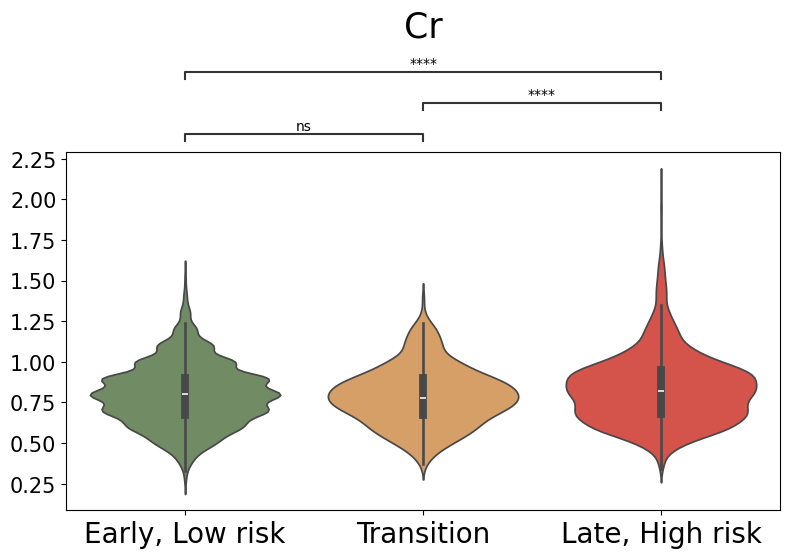 Cr
****
****
ns
2.25
2.00
1.75
1.50
1.25
1.00
0.75
0.50
0.25
Early, Low risk
Transition
Late, High risk